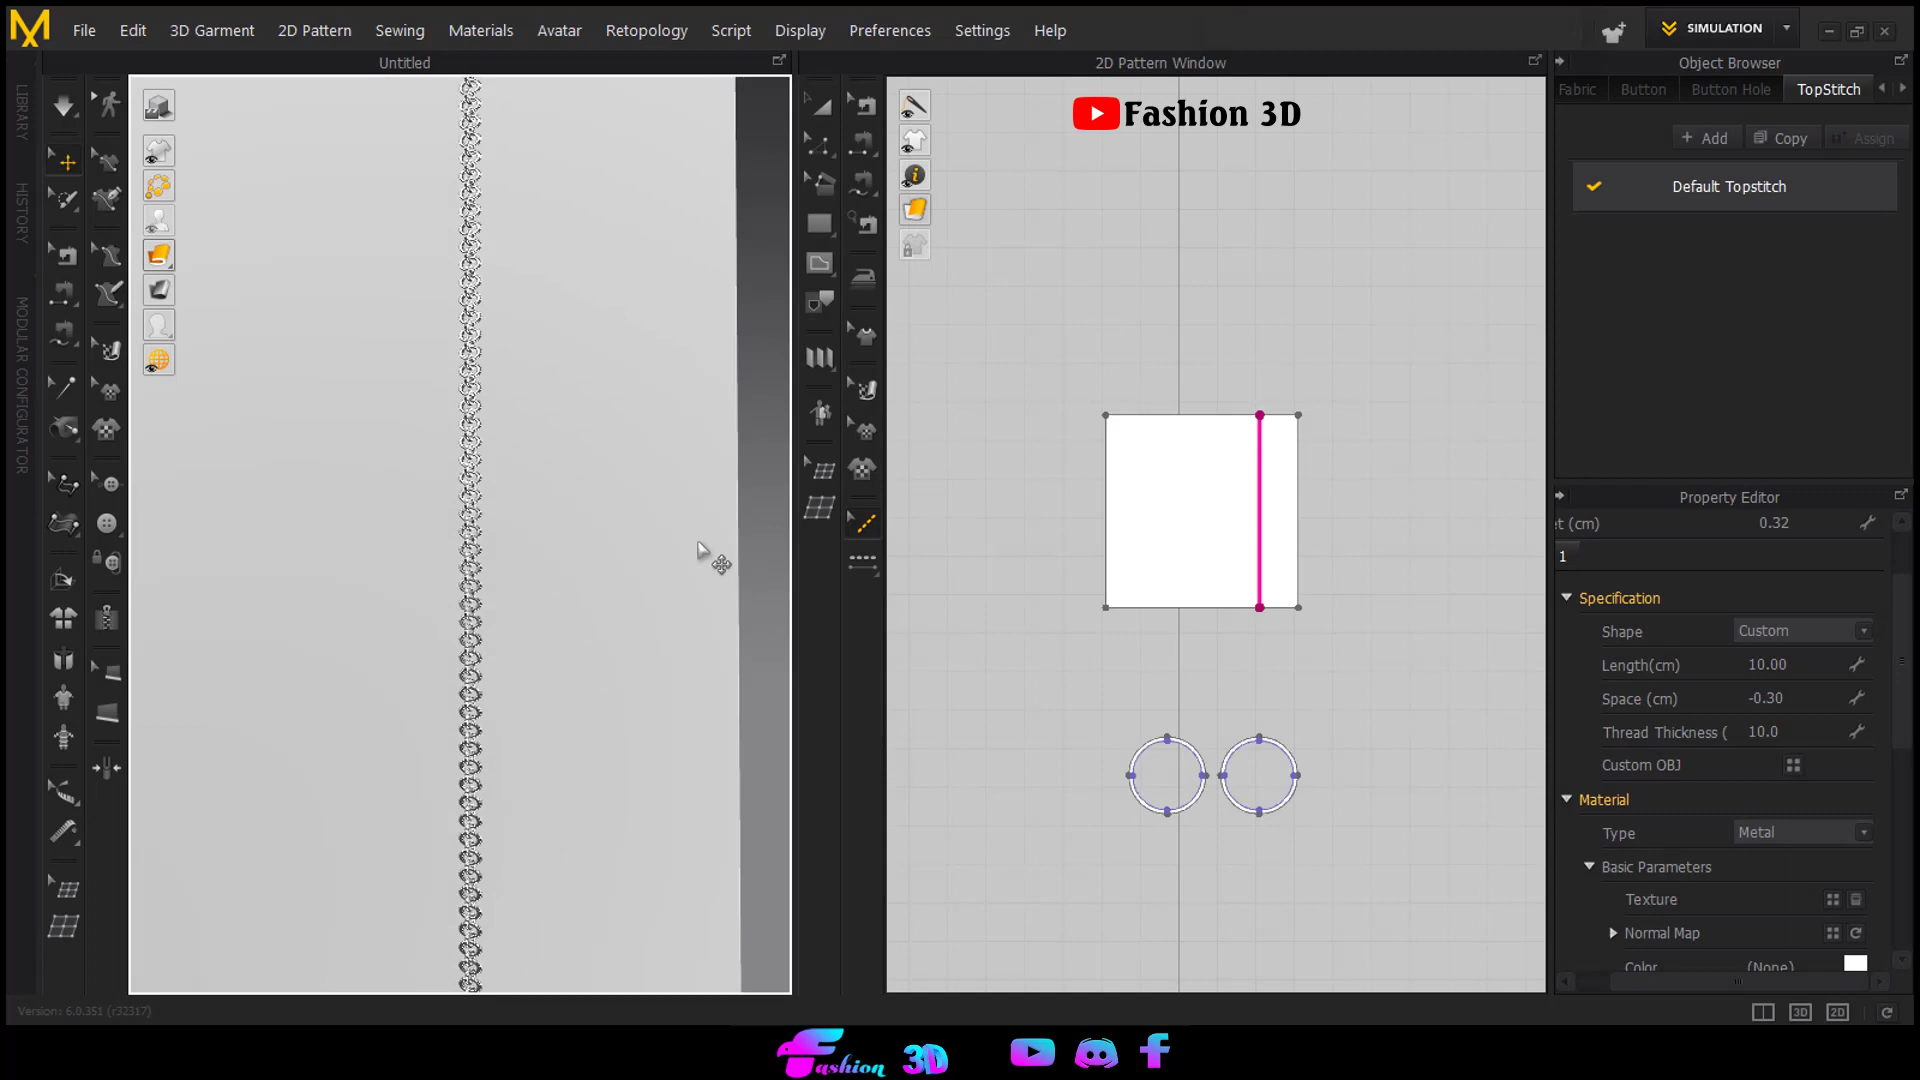 File Edit 3D Garment 2D Pattern Sewing Materials Avatar Retopology Script Display Preferences Settings Help SIMULATION
Untitled
2D Pattern Window
Object Browser
Fabric Button Button Hole TopStitch
Add Copy Assign
Default Topstitch
LIBRARY
HISTORY
MODULAR CONFIGURATOR
Fashion 3D
Property Editor
et (cm) 0.32
1
Specification
Shape Custom
Length(cm) 10.00
Space (cm) -0.30
Thread Thickness ( 10.0
Custom OBJ
Material
Type Metal
Basic Parameters
Texture
Normal Map
Color (None)
Version: 6.0.351 (r32317)
3D 2D
Fashion 3D